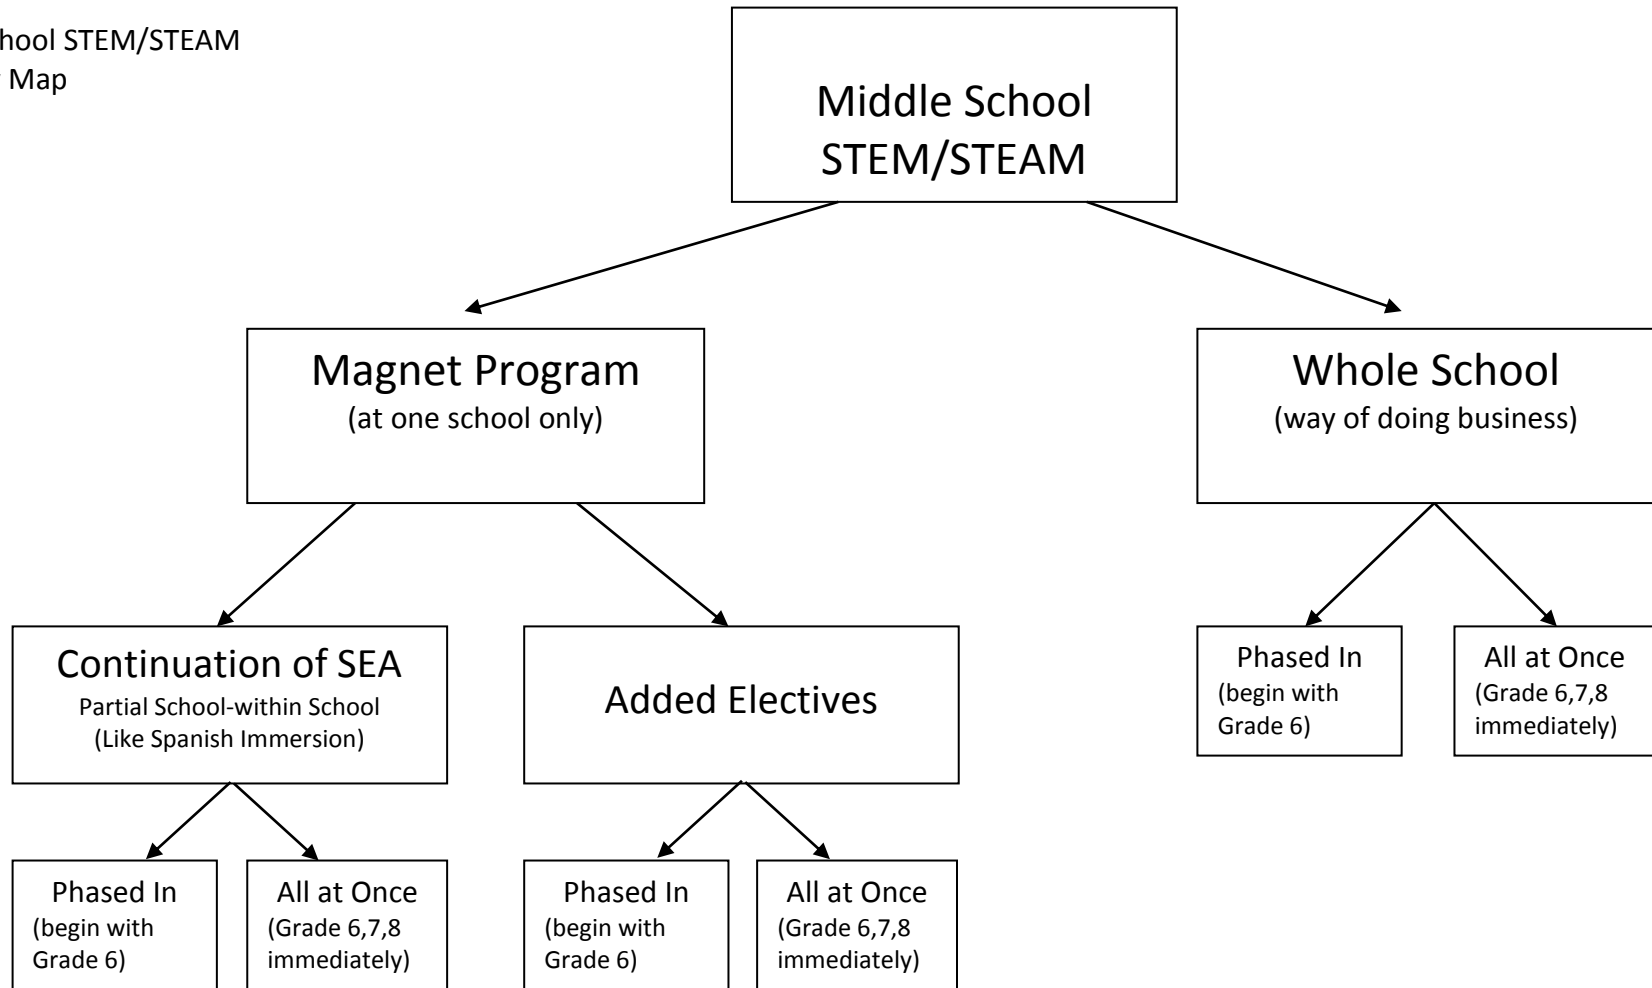 hool STEM/STEAM
Map
Middle School
STEM/STEAM
Magnet Program
(at one school only)
Whole School
(way of doing business)
Continuation of SEA
Partial School-within School
(Like Spanish Immersion)
Added Electives
Phased In
(begin with
Grade 6)
All at Once
(Grade 6,7,8
immediately)
Phased In
(begin with
Grade 6)
All at Once
(Grade 6,7,8
immediately)
Phased In
(begin with
Grade 6)
All at Once
(Grade 6,7,8
immediately)